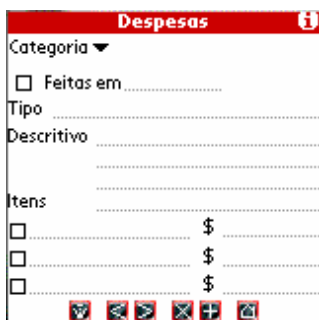 Despesas
Categoria
Feitas em
Tipo
Descritivo
Itens
$
$
$